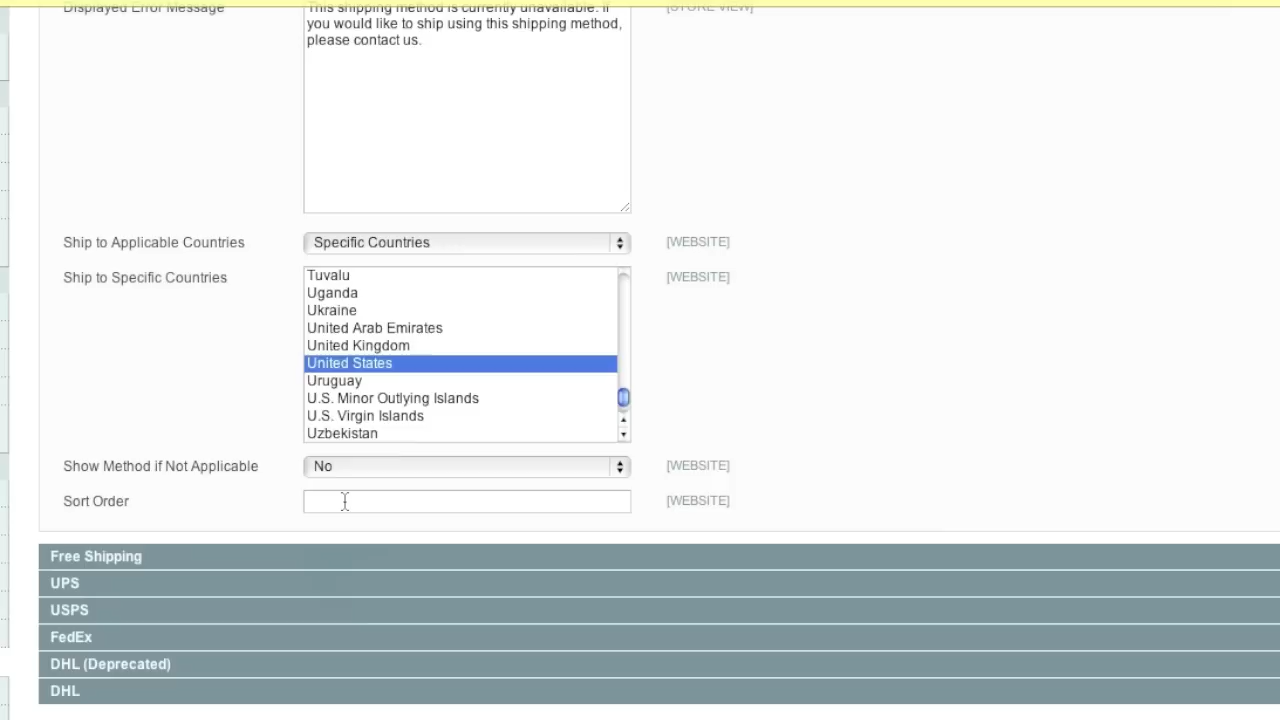 Displayed Error Message
This shipping method is currently unavailable. If
you would like to ship using this shipping method,
please contact us.
[STORE VIEW]
Ship to Applicable Countries
Specific Countries
[WEBSITE]
Ship to Specific Countries
Tuvalu
Uganda
Ukraine
United Arab Emirates
United Kingdom
United States
Uruguay
U.S. Minor Outlying Islands
U.S. Virgin Islands
Uzbekistan
[WEBSITE]
Show Method if Not Applicable
No
[WEBSITE]
Sort Order
[WEBSITE]
Free Shipping
UPS
USPS
FedEx
DHL (Deprecated)
DHL